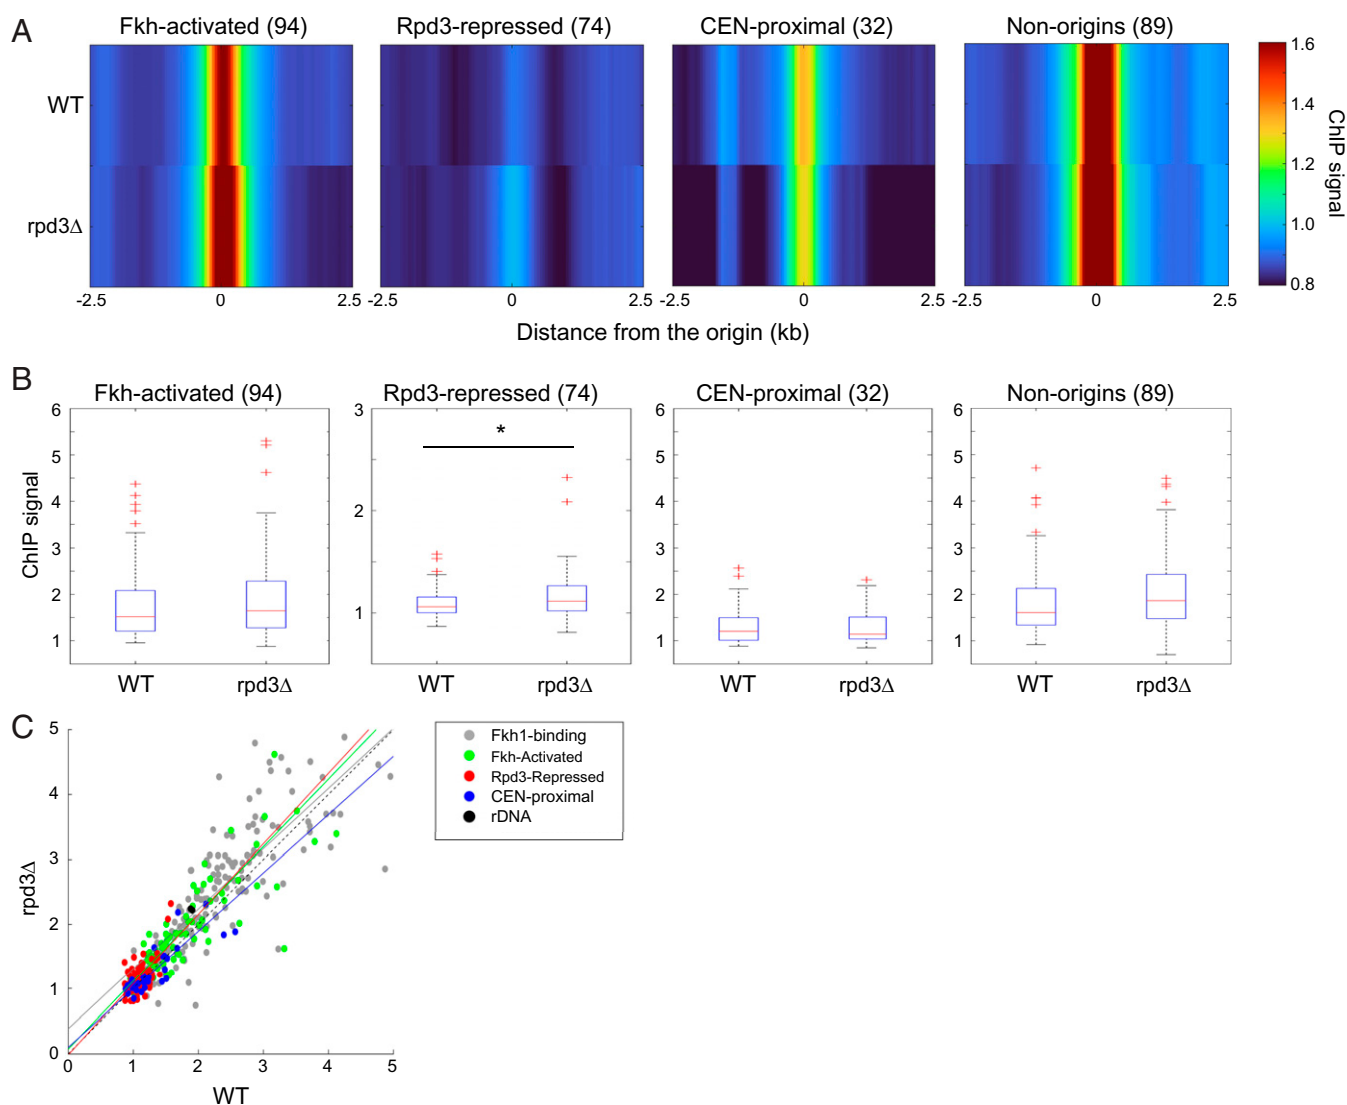 A
Fkh-activated (94)
Rpd3-repressed (74)
CEN-proximal (32)
Non-origins (89)
WT
rpd3Δ
-2.5 0 2.5
-2.5 0
-2.5 0 2.5
-2.5 0 2.5
Distance from the origin (kb)
1.6
1.4
1.2
1.0
0.8
ChIP signal
B
Fkh-activated (94)
Rpd3-repressed (74)
CEN-proximal (32)
Non-origins (89)
ChIP signal
6
5
4
3
2
1
WT rpd3Δ
3
2
1
*
WT rpd3Δ
6
5
4
3
2
1
WT rpd3Δ
6
5
4
3
2
1
WT rpd3Δ
C
rpd3Δ
5
4
3
2
1
0
0 1 2 3 4 5
WT
Fkh1-binding
Fkh-Activated
Rpd3-Repressed
CEN-proximal
rDNA